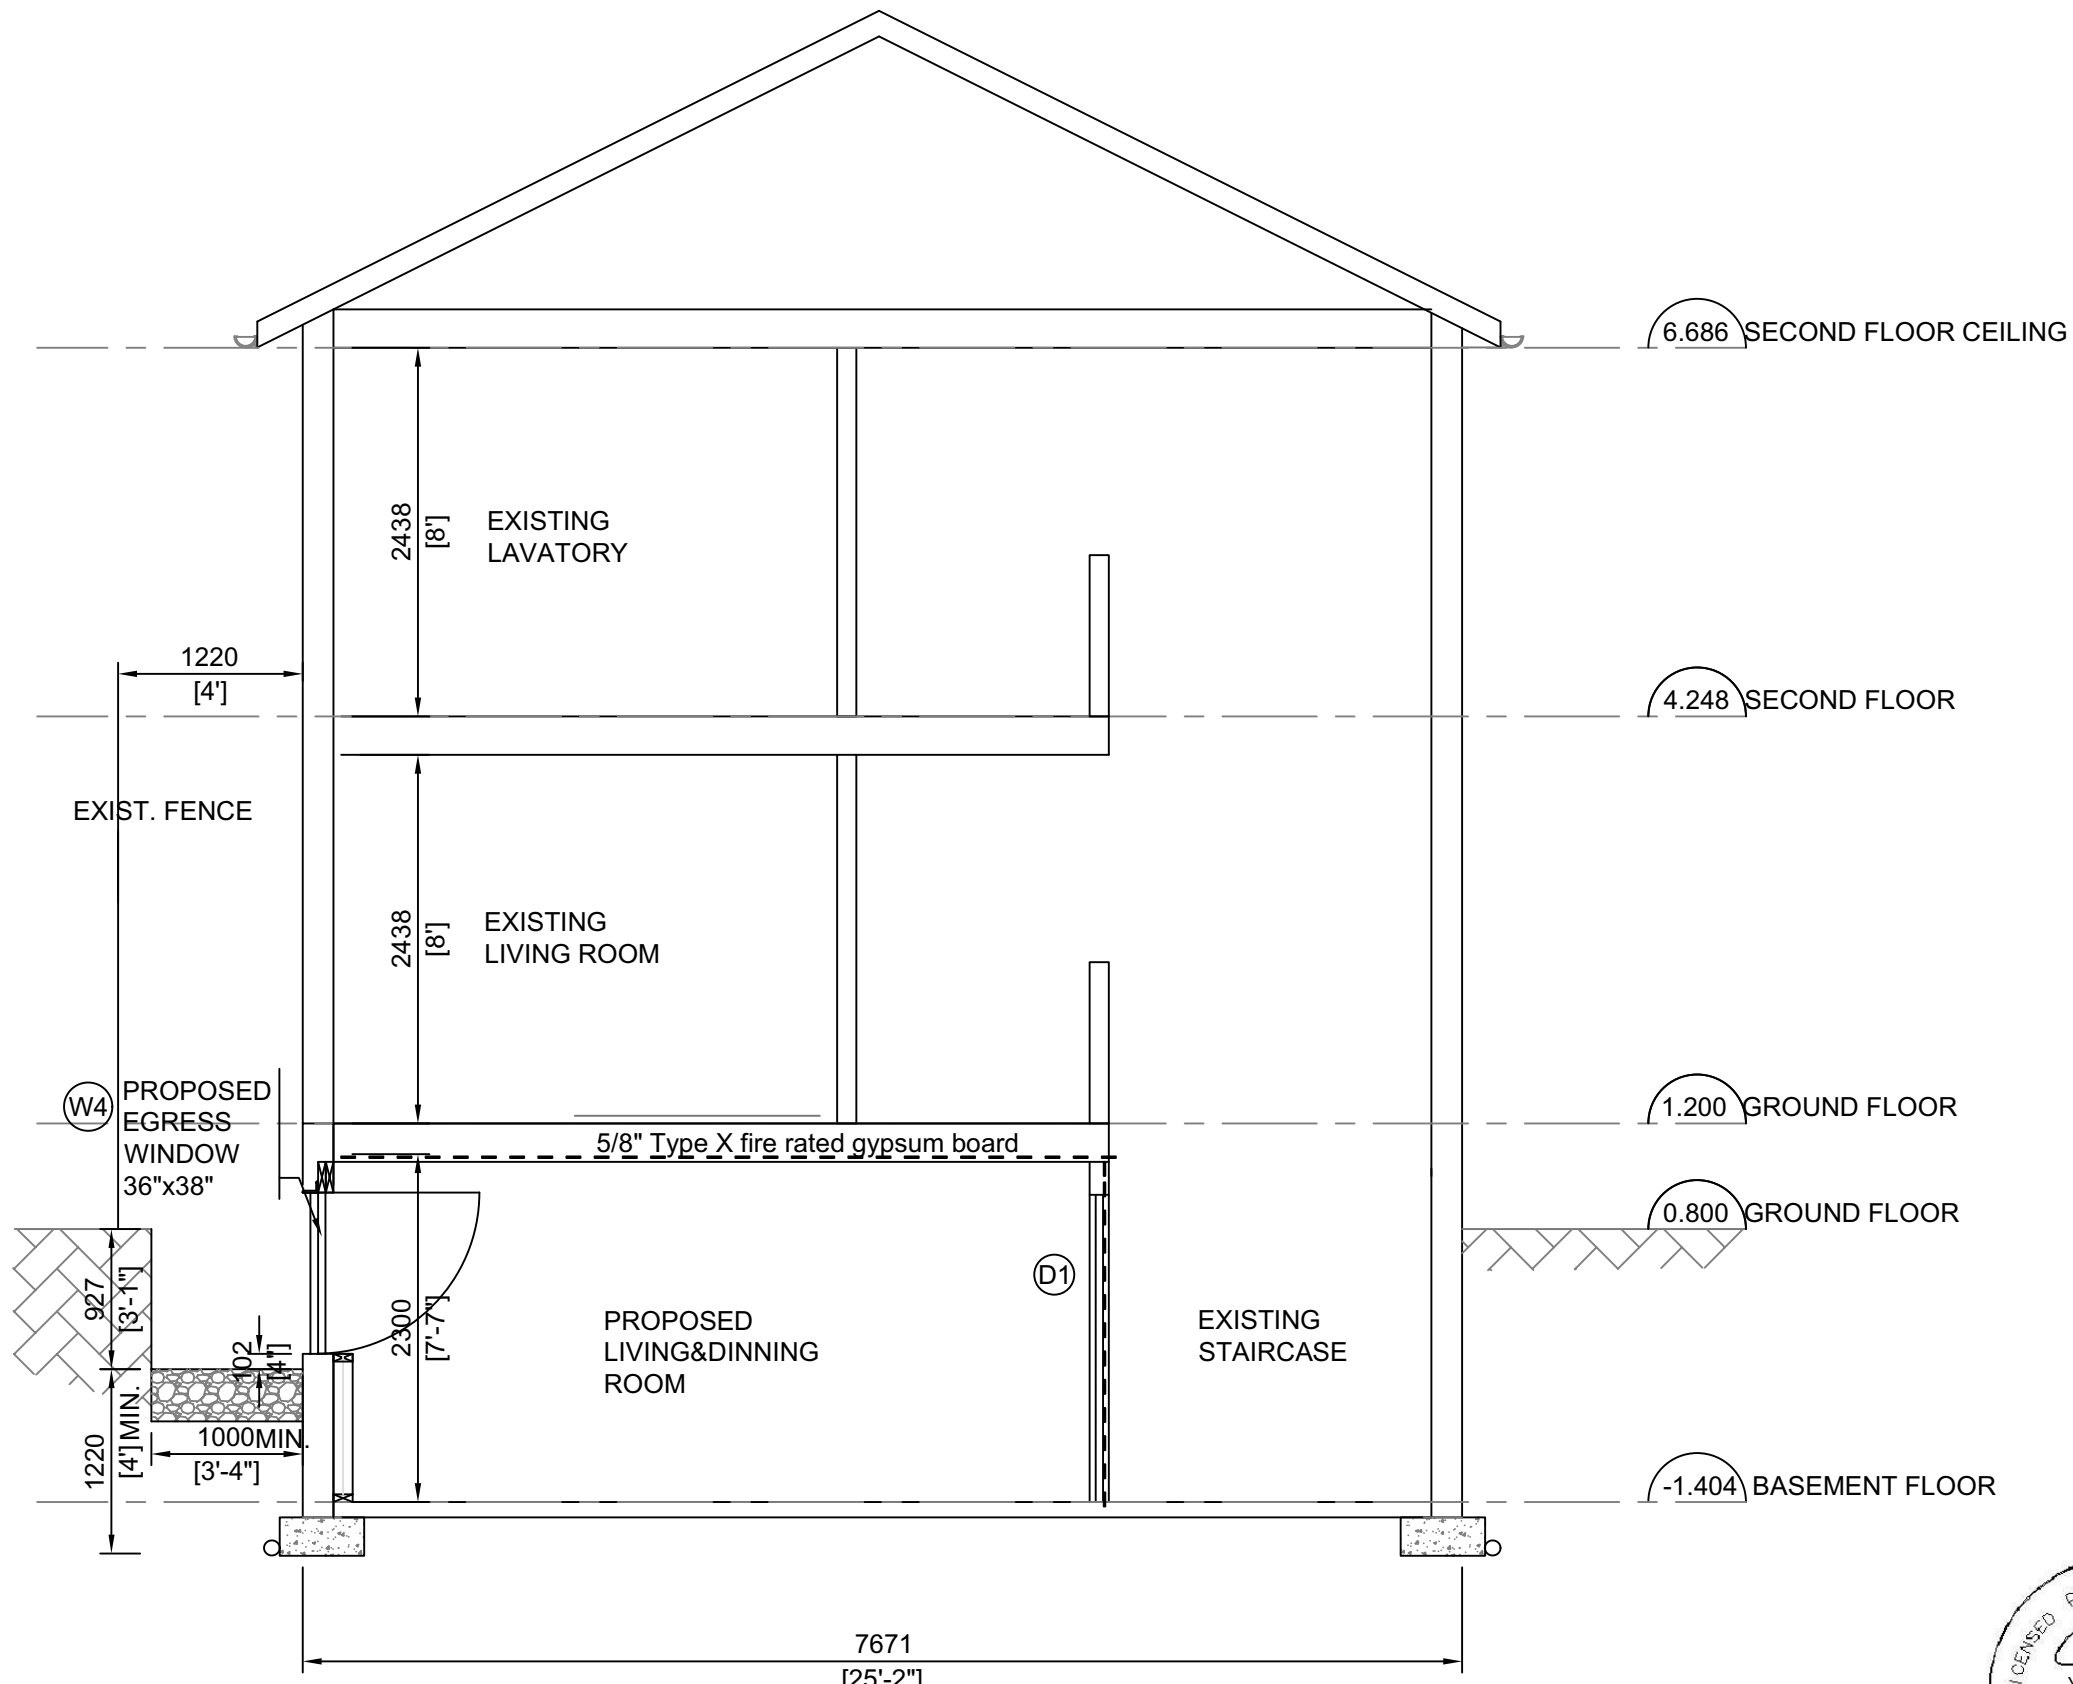 6.686 SECOND FLOOR CEILING
2438
[8']
EXISTING
LAVATORY
1220
[4']
4.248 SECOND FLOOR
EXIST. FENCE
2438
[8']
EXISTING
LIVING ROOM
W4
PROPOSED
EGRESS
WINDOW
36"x38"
1.200 GROUND FLOOR
5/8" Type X fire rated gypsum board
0.800 GROUND FLOOR
927
[3'-1"]
102
[4"]
2300
[7'-7"]
D1
PROPOSED
LIVING&DINNING
ROOM
EXISTING
STAIRCASE
1220
[4'] MIN.
1000MIN.
[3'-4"]
-1.404 BASEMENT FLOOR
7671
[25'-2"]